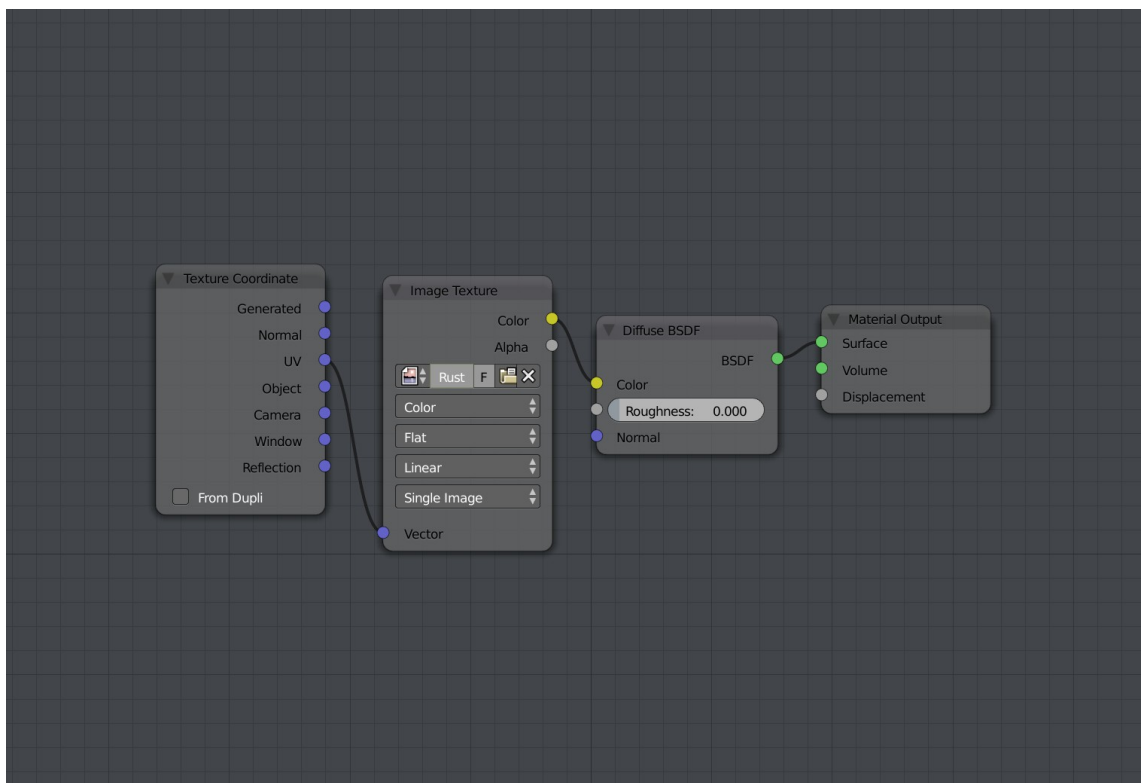 Texture Coordinate
Generated
Normal
UV
Object
Camera
Window
Reflection
From Dupli
Image Texture
Color
Alpha
Rust F
Color
Flat
Linear
Single Image
Vector
Diffuse BSDF
BSDF
Color
Roughness: 0.000
Normal
Material Output
Surface
Volume
Displacement